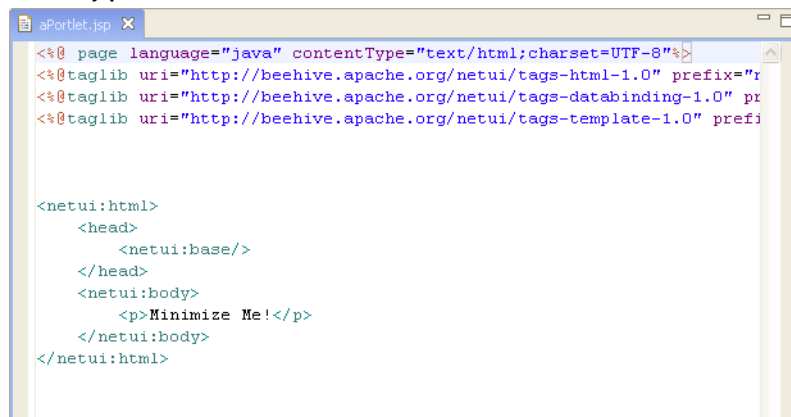 aPortlet.jsp
<%@ page language="java" contentType="text/html;charset=UTF-8"%>
<%@taglib uri="http://beehive.apache.org/netui/tags-html-1.0" prefix="n
<%@taglib uri="http://beehive.apache.org/netui/tags-databinding-1.0" pr
<%@taglib uri="http://beehive.apache.org/netui/tags-template-1.0" prefi
<netui:html>
<head>
<netui:base/>
</head>
<netui:body>
<p>Minimize Me!</p>
</netui:body>
</netui:html>